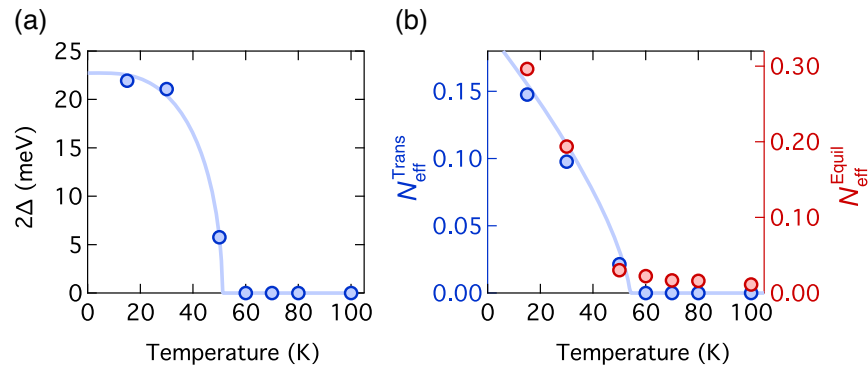 (a)
(b)
25
20
15
10
5
0
2Δ (meV)
0 20 40 60 80 100
Temperature (K)
0.15
0.10
0.05
0.00
N_eff^Trans
0.30
0.20
0.10
0.00
N_eff^Equil
0 20 40 60 80 100
Temperature (K)